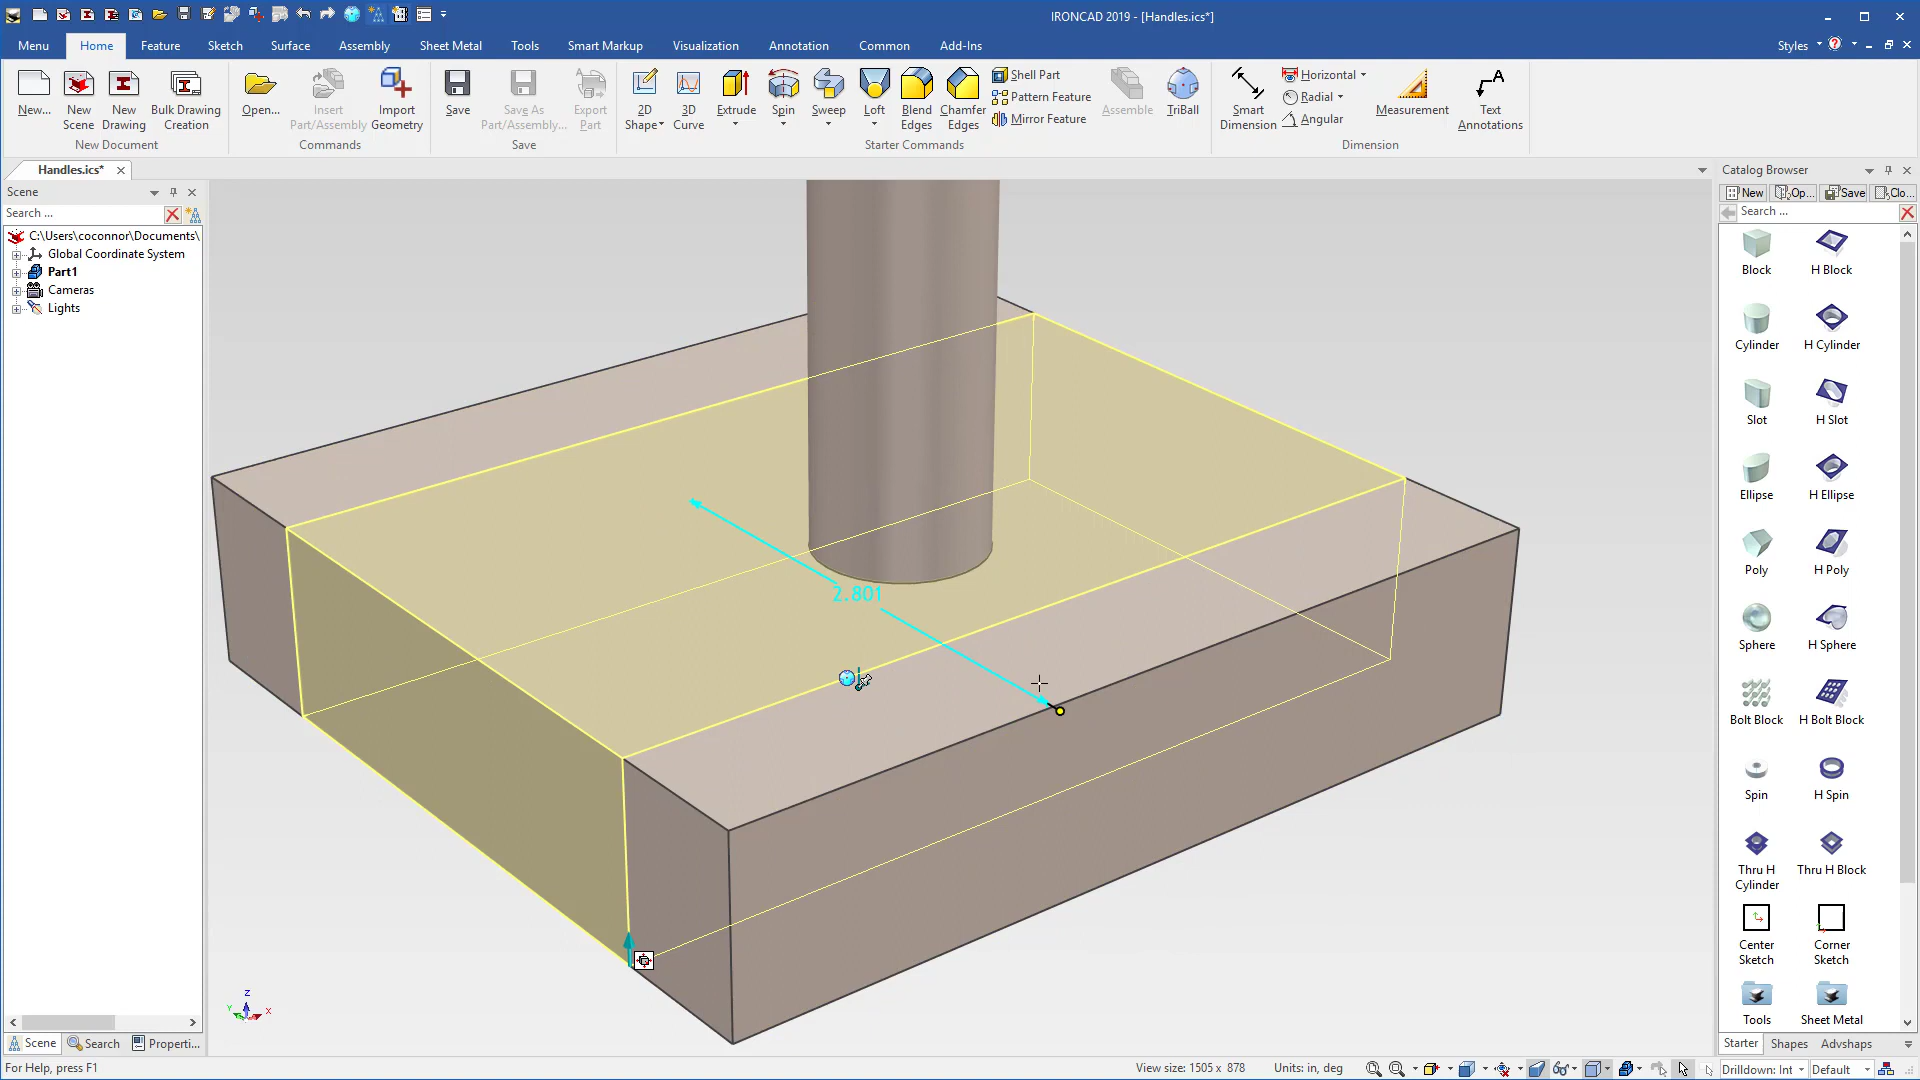 IRONCAD 2019 - [Handles.ics*]
Menu Home Feature Sketch Surface Assembly Sheet Metal Tools Smart Markup Visualization Annotation Common Add-Ins Styles
New...
New Scene
New Drawing
Bulk Drawing Creation
New Document
Open...
Insert Part/Assembly
Import Geometry
Commands
Save
Save As Part/Assembly...
Export Part
Save
2D Shape
3D Curve
Extrude
Spin
Sweep
Loft
Blend Edges
Chamfer Edges
Shell Part
Pattern Feature
Mirror Feature
Assemble
TriBall
Starter Commands
Smart Dimension
Horizontal
Radial
Angular
Measurement
Text Annotations
Dimension
Handles.ics*
Scene
Search ...
C:\Users\coconnor\Documents\
Global Coordinate System
Part1
Cameras
Lights
2.801
Z
Y
X
Catalog Browser
New Op... Save Clo...
Search ...
Block H Block
Cylinder H Cylinder
Slot H Slot
Ellipse H Ellipse
Poly H Poly
Sphere H Sphere
Bolt Block H Bolt Block
Spin H Spin
Thru H Cylinder Thru H Block
Center Sketch Corner Sketch
Tools Sheet Metal
Starter Shapes Advshaps
Scene Search Properti...
For Help, press F1
View size: 1505 x 878 Units: in, deg
Drilldown: Int Default